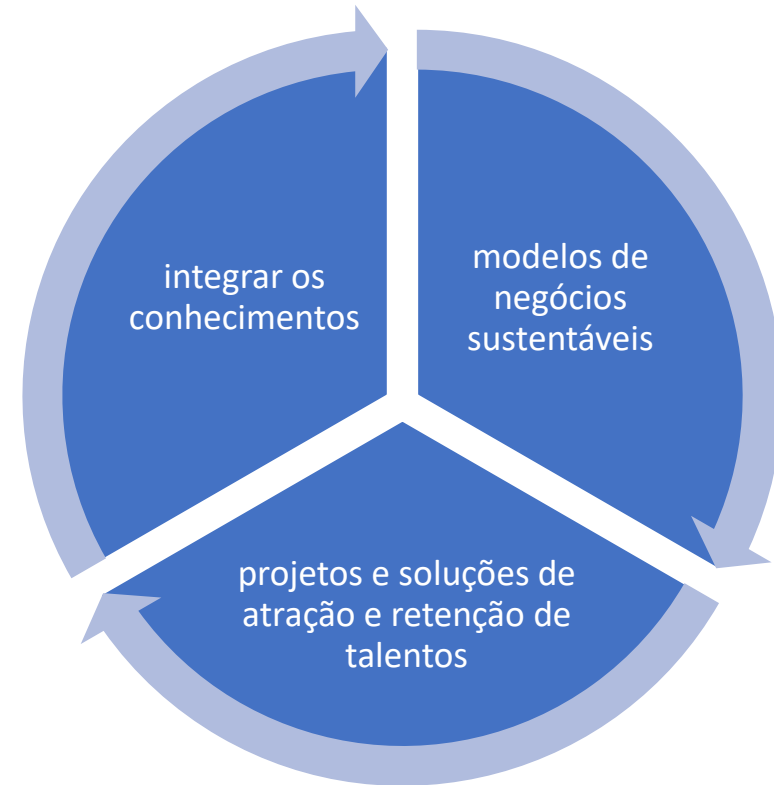 integrar os
conhecimentos
modelos de
negócios
sustentáveis
projetos e soluções de
atração e retenção de
talentos